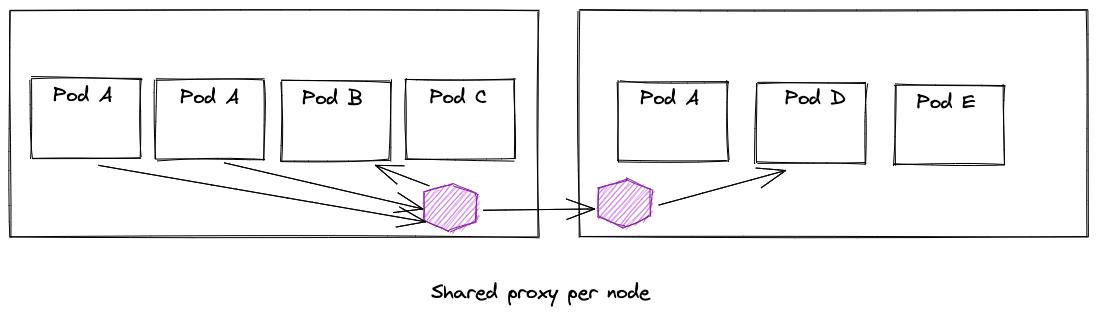 Pod A
Pod A
Pod B
Pod C
Pod A
Pod D
Pod E
Shared proxy per node